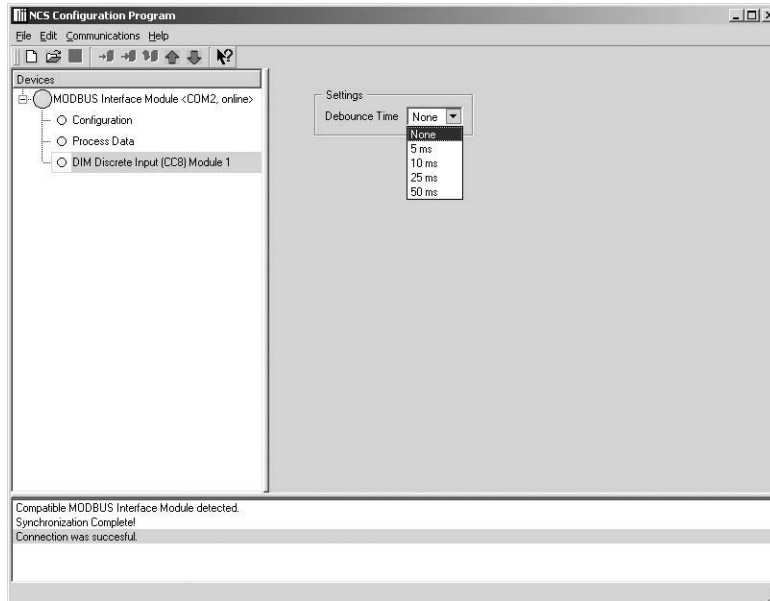 NCS Configuration Program
File Edit Communications Help
Devices
MODBUS Interface Module <COM2, online>
Configuration
Process Data
DIM Discrete Input (CC8) Module 1
Settings
Debounce Time None
None
5 ms
10 ms
25 ms
50 ms
Compatible MODBUS Interface Module detected.
Synchronization Complete!
Connection was succesful.